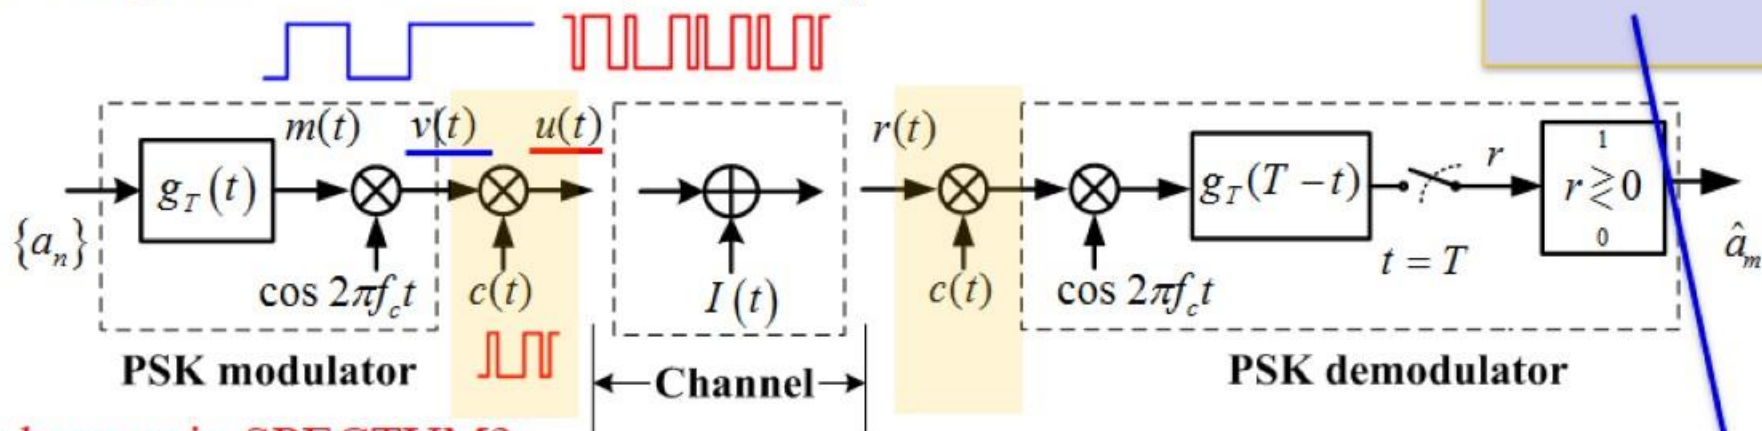 m(t) v(t) u(t) r(t)
g_T(t) g_T(T − t) r 1
r ≷ 0
0
{a_n} t = T â_m
cos 2πf_c t c(t) I(t) c(t) cos 2πf_c t
PSK modulator Channel PSK demodulator